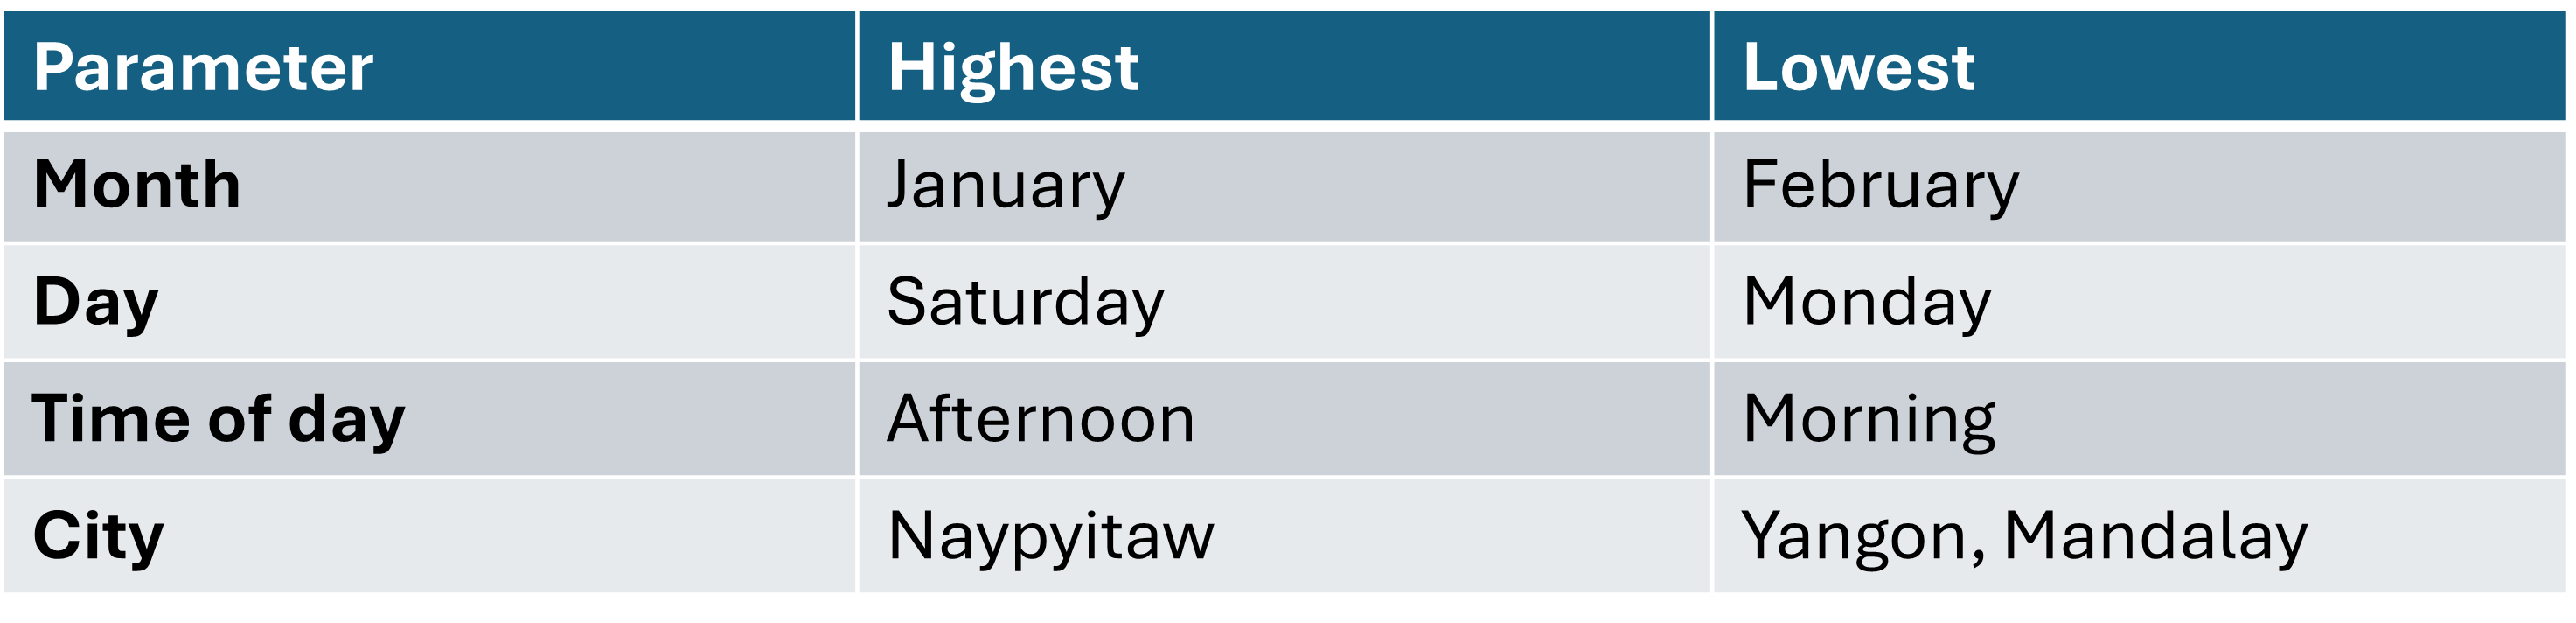 Parameter Highest Lowest
Month January February
Day Saturday Monday
Time of day Afternoon Morning
City Naypyitaw Yangon, Mandalay